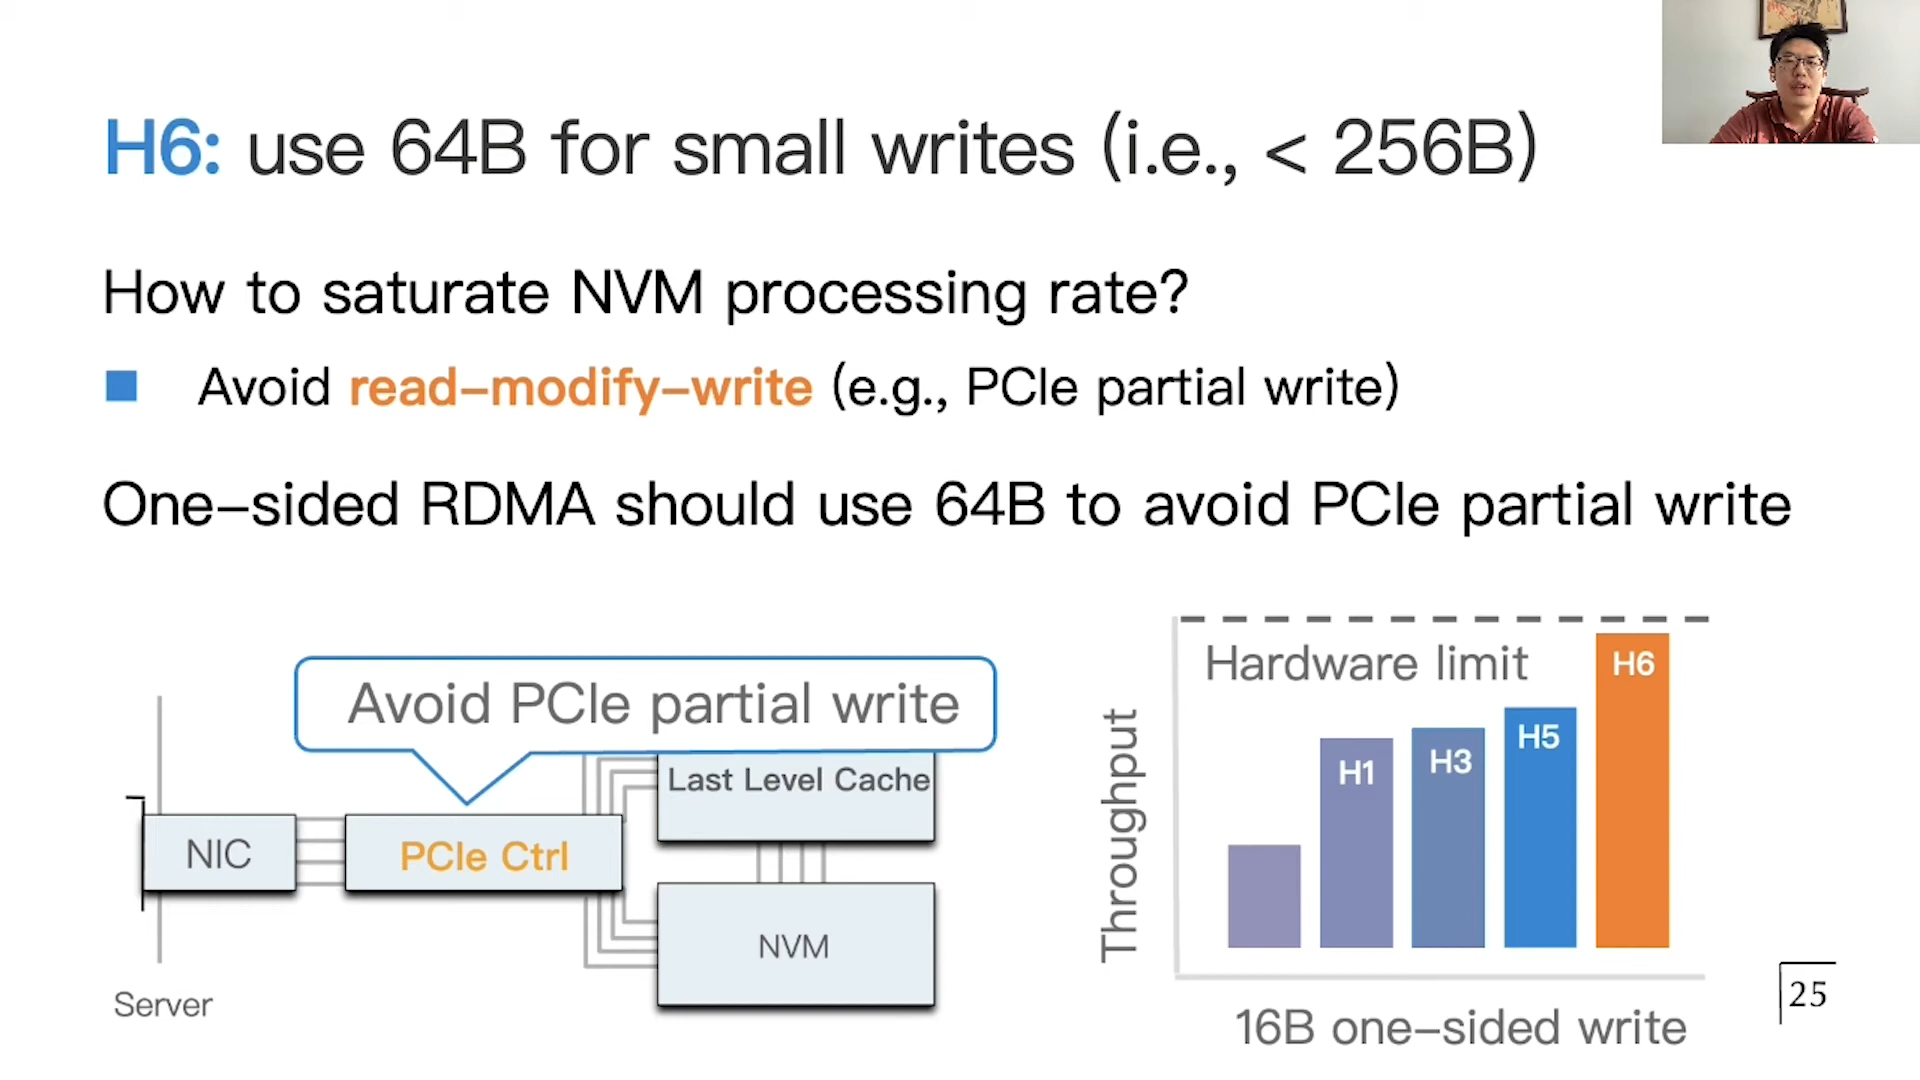 H6: use 64B for small writes (i.e., < 256B)
How to saturate NVM processing rate?
Avoid read–modify–write (e.g., PCIe partial write)
One–sided RDMA should use 64B to avoid PCIe partial write
Avoid PCIe partial write
Last Level Cache
NIC
PCIe Ctrl
NVM
Server
Hardware limit
H1
H3
H5
H6
Throughput
16B one–sided write
25